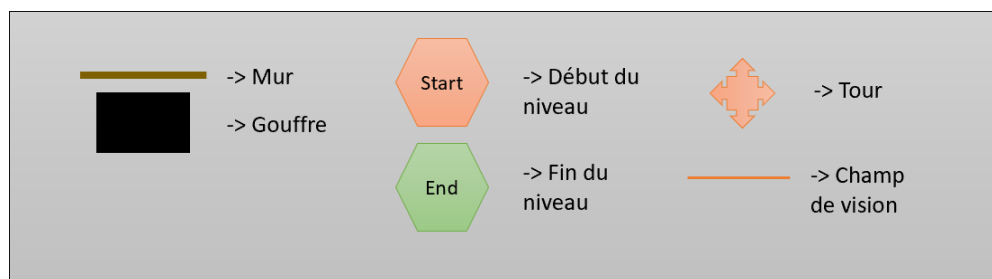 -> Mur
-> Gouffre
Start
-> Début du
niveau
End
-> Fin du
niveau
-> Tour
-> Champ
de vision